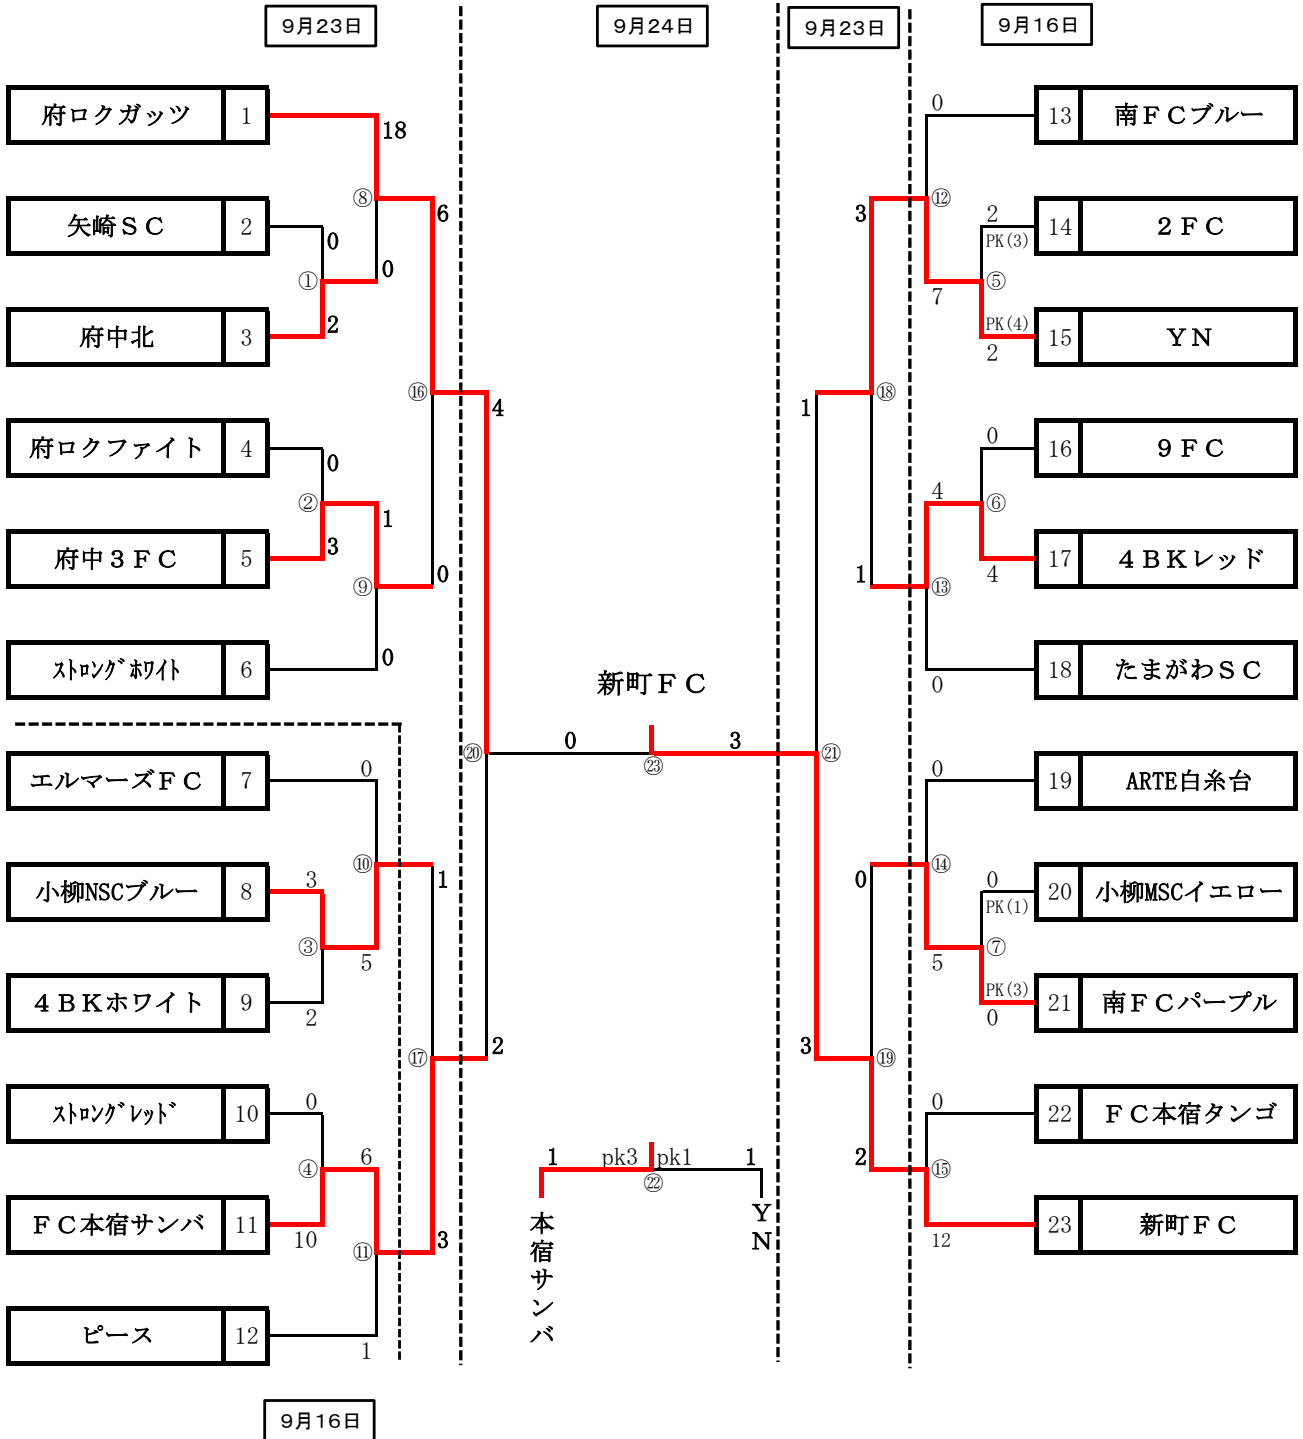 9月23日
9月24日
9月23日
9月16日
府ロクガッツ 1
18
0
13 南ＦＣブルー
⑧
6
3
⑫
矢崎ＳＣ 2
0
2
PK(3)
14 ２ＦＣ
①
0
⑤
7
府中北 3
2
PK(4)
2
15 ＹＮ
⑯
4
1
⑱
府ロクファイト 4
0
0
16 ９ＦＣ
②
1
4
⑥
府中３ＦＣ 5
3
4
17 ４ＢＫレッド
⑨
0
1
⑬
ｽﾄﾛﾝｸﾞﾎﾜｲﾄ 6
0
0
18 たまがわＳＣ
新町ＦＣ
⑳
0
3
㉓
㉑
エルマーズＦＣ 7
0
0
19 ARTE白糸台
⑩
1
0
⑭
小柳NSCブルー 8
3
0
PK(1)
20 小柳MSCイエロー
③
5
5
⑦
４ＢＫホワイト 9
2
PK(3)
0
21 南ＦＣパープル
⑰
2
3
⑲
ｽﾄﾛﾝｸﾞﾚｯﾄﾞ 10
0
0
22 ＦＣ本宿タンゴ
④
6
1
pk3
pk1
1
㉒
2
⑮
ＦＣ本宿サンバ 11
10
⑪
3
本宿サンバ
ＹＮ
12
23 新町ＦＣ
ピース 12
1
9月16日